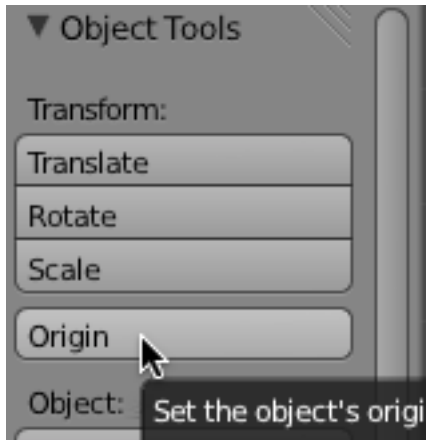 Object Tools
Transform:
Translate
Rotate
Scale
Origin
Object:
Set the object's origi